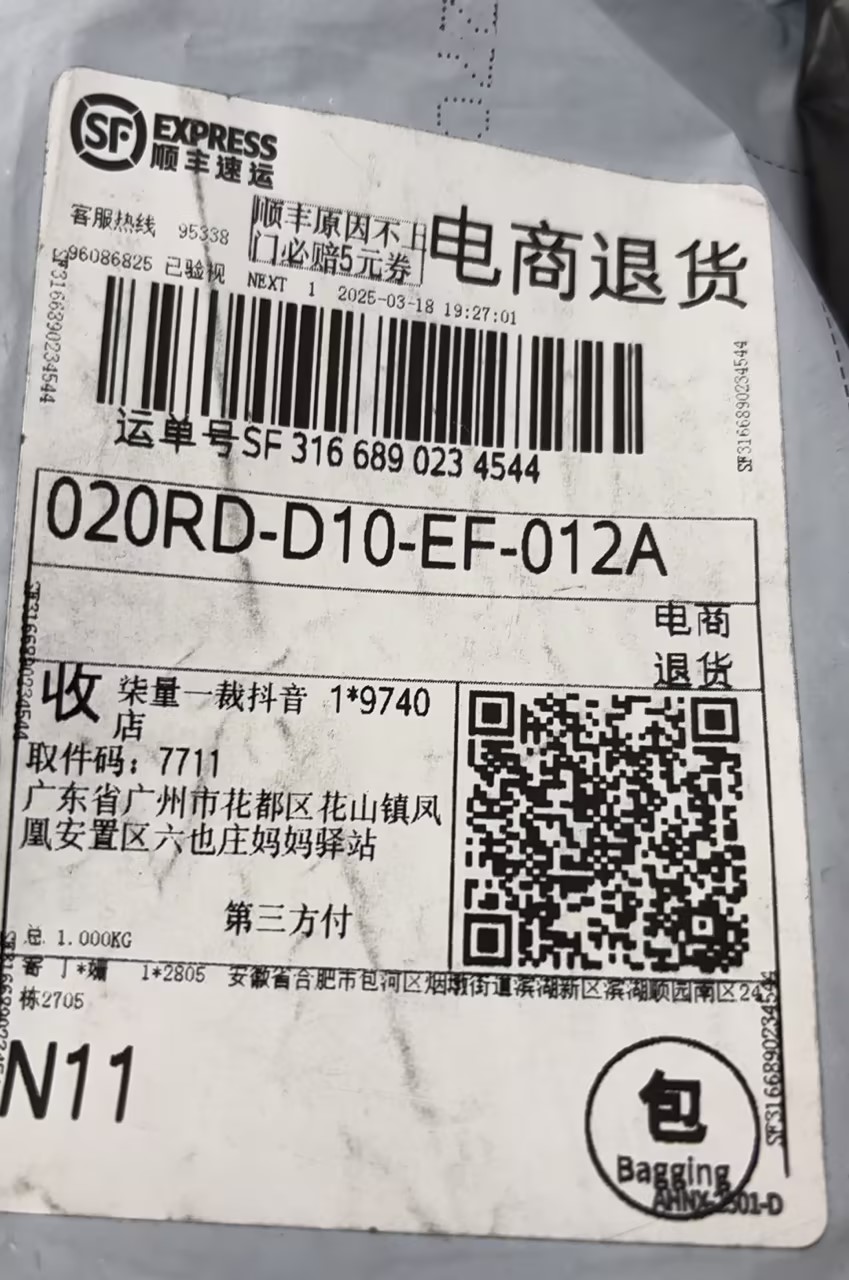 SF EXPRESS
顺丰速运
客服热线 95338
顺丰原因不上
门必赔5元券
电商退货
96086825 已验视 NEXT 1 2025-03-18 19:27:01
SF3166890234544
SF3166890234544
运单号SF 316 689 023 4544
020RD-D10-EF-012A
电商
退货
SF3166890234544
收 柒量一裁抖音 1*9740
店
取件码：7711
广东省广州市花都区花山镇凤
凰安置区六也庄妈妈驿站
第三方付
总 1.000KG
寄 丁*姗 1*2805 安徽省合肥市包河区烟墩街道滨湖新区滨湖顺园南区24
栋2705
SF3166890234544
N11
包
Bagging